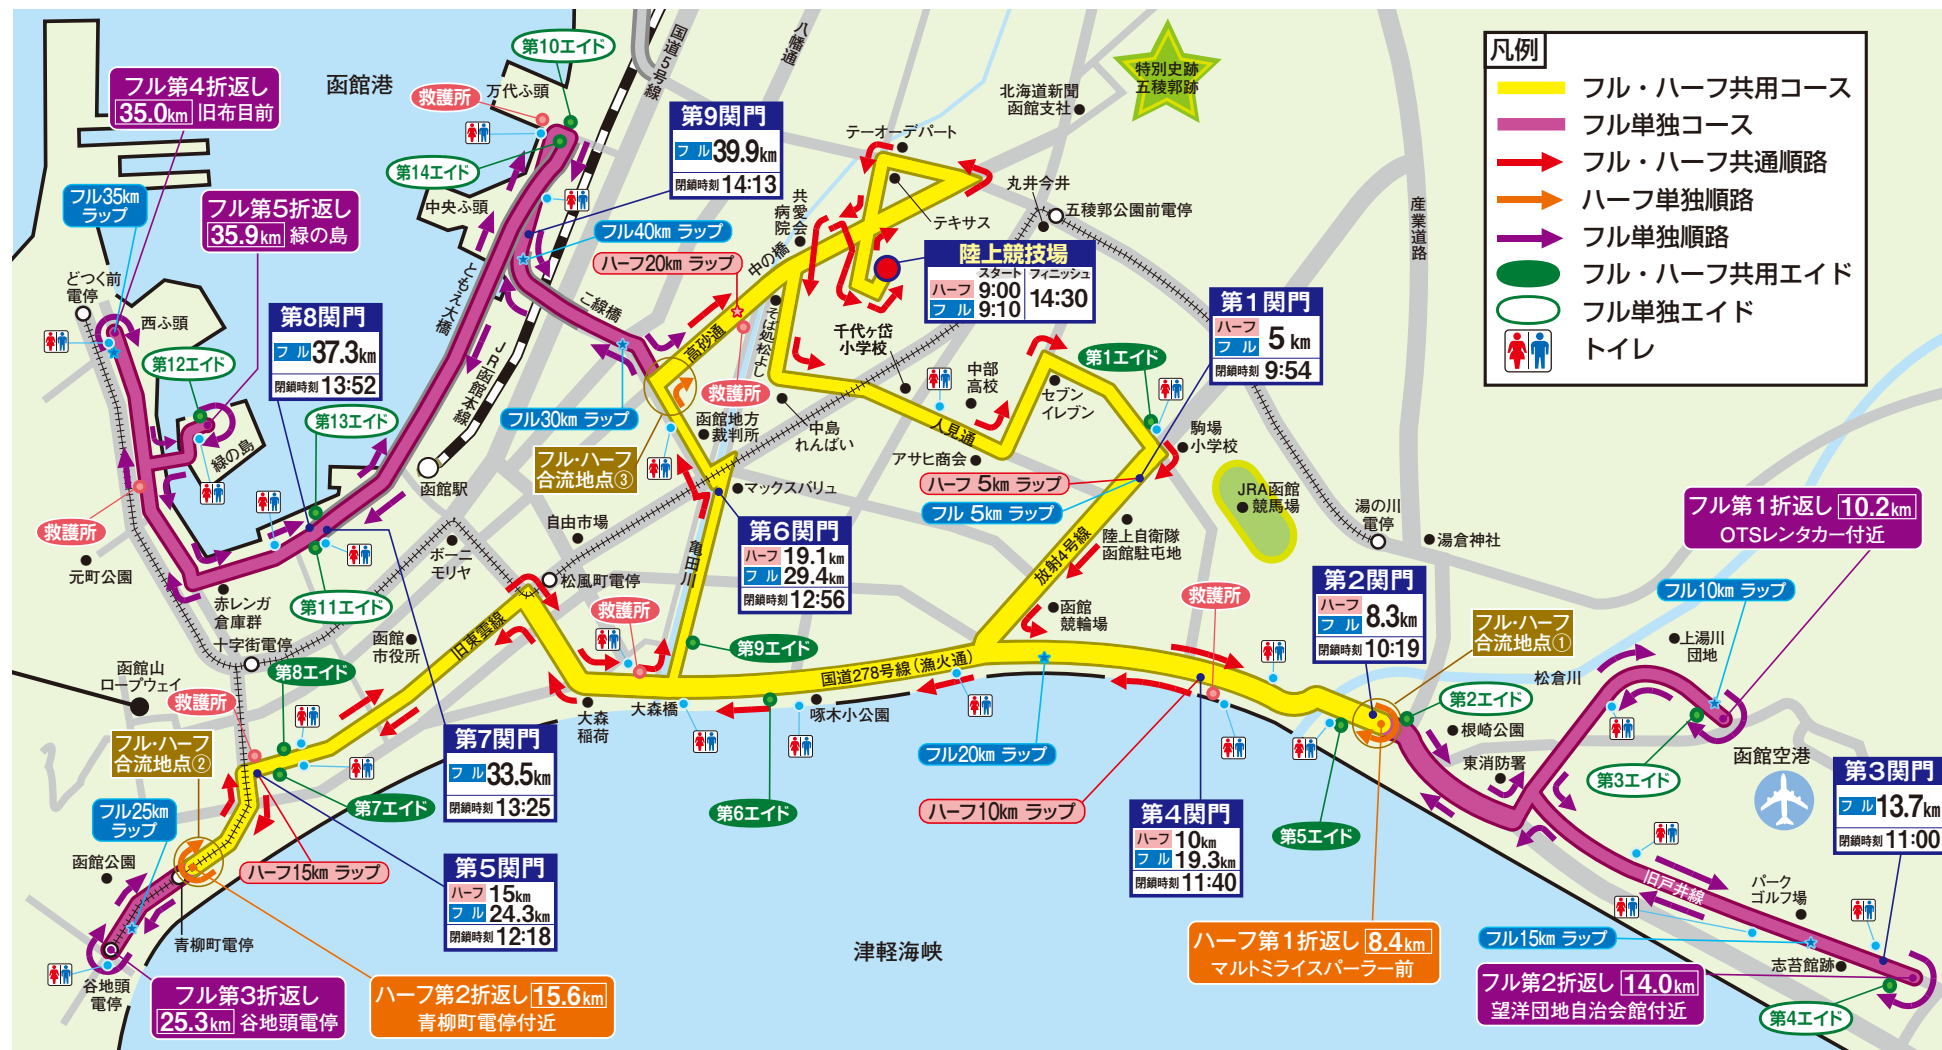 凡例
フル・ハーフ共用コース
フル単独コース
フル・ハーフ共通順路
ハーフ単独順路
フル単独順路
フル・ハーフ共用エイド
フル単独エイド
トイレ
函館港
フル第4折返し
35.0km 旧布目前
フル35km
ラップ
フル第5折返し
35.9km 緑の島
どつく前
電停
西ふ頭
第12エイド
緑の島
救護所
元町公園
赤レンガ
倉庫群
十字街電停
函館山
ロープウェイ
救護所
第10エイド
救護所
万代ふ頭
第14エイド
中央ふ頭
ともえ大橋
国道5号線
八幡通
第9関門
フル 39.9km
閉鎖時刻 14:13
フル40km ラップ
ハーフ20km ラップ
こ線橋
JR函館本線
第8関門
フル 37.3km
閉鎖時刻 13:52
第13エイド
第11エイド
函館駅
フル30km ラップ
フル・ハーフ
合流地点③
高砂通
中の橋
共愛会
病院
テーオーデパート
テキサス
北海道新聞
函館支社
特別史跡
五稜郭跡
丸井今井
五稜郭公園前電停
産業道路
陸上競技場
スタート フィニッシュ
ハーフ 9:00
フル 9:10
14:30
そば処松よし
救護所
函館地方
裁判所
中島
れんばい
千代ヶ岱
小学校
中部
高校
人見通
アサヒ商会
セブン
イレブン
第1エイド
第1関門
ハーフ
フル
5 km
閉鎖時刻 9:54
駒場
小学校
ハーフ 5km ラップ
フル 5km ラップ
放射4号線
陸上自衛隊
函館駐屯地
JRA函館
競馬場
湯の川
電停
湯倉神社
函館
競輪場
マックスバリュ
第6関門
ハーフ 19.1km
フル 29.4km
閉鎖時刻 12:56
亀田川
自由市場
ボーニ
モリヤ
松風町電停
救護所
函館
市役所
旧東雲線
第8エイド
第9エイド
大森
稲荷
大森橋
国道278号線(漁火通)
啄木小公園
第6エイド
フル20km ラップ
ハーフ10km ラップ
救護所
第2関門
ハーフ
フル
8.3km
閉鎖時刻 10:19
フル・ハーフ
合流地点①
第2エイド
根崎公園
東消防署
松倉川
上湯川
団地
フル10km ラップ
フル第1折返し 10.2km
OTSレンタカー付近
第3エイド
函館空港
第3関門
フル 13.7km
閉鎖時刻 11:00
旧戸井線
パーク
ゴルフ場
志苔館跡
フル15km ラップ
フル第2折返し 14.0km
望洋団地自治会館付近
第4エイド
第5エイド
第4関門
ハーフ 10km
フル 19.3km
閉鎖時刻 11:40
ハーフ第1折返し 8.4km
マルトミライスパーラー前
津軽海峡
第7関門
フル 33.5km
閉鎖時刻 13:25
第7エイド
第5関門
ハーフ 15km
フル 24.3km
閉鎖時刻 12:18
ハーフ15km ラップ
フル・ハーフ
合流地点②
フル25km
ラップ
函館公園
青柳町電停
谷地頭
電停
フル第3折返し
25.3km 谷地頭電停
ハーフ第2折返し 15.6km
青柳町電停付近